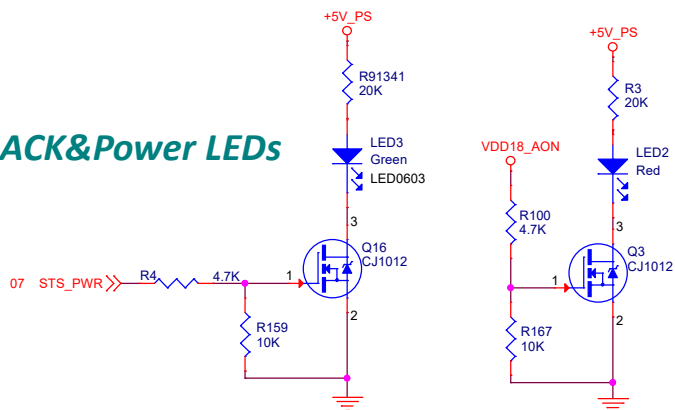 +5V_PS
R91341
20K
ACK&Power LEDs
LED3
Green
LED0603
3
Q16
CJ1012
07 STS_PWR
R4
4.7K
1
2
R159
10K
+5V_PS
R3
20K
VDD18_AON
LED2
Red
R100
4.7K
3
Q3
CJ1012
1
2
R167
10K